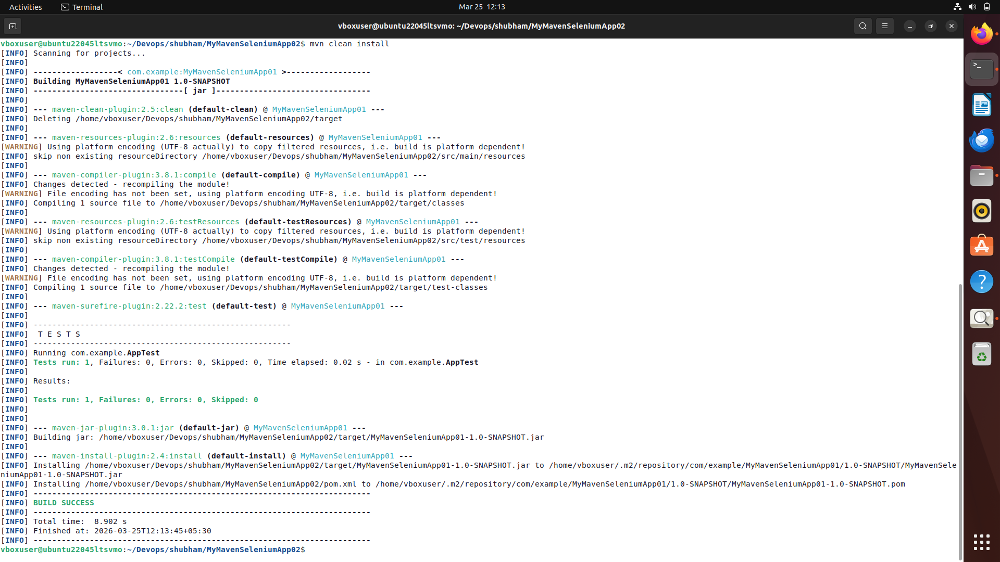 Activities
Terminal
Mar 25 12:13
vboxuser@ubuntu22045ltsvmo: ~/Devops/shubham/MyMavenSeleniumApp02
vboxuser@ubuntu22045ltsvmo:~/Devops/shubham/MyMavenSeleniumApp02$ mvn clean install
[INFO] Scanning for projects...
[INFO]
[INFO] ------------------< com.example:MyMavenSeleniumApp01 >------------------
[INFO] Building MyMavenSeleniumApp01 1.0-SNAPSHOT
[INFO] --------------------------------[ jar ]---------------------------------
[INFO]
[INFO] --- maven-clean-plugin:2.5:clean (default-clean) @ MyMavenSeleniumApp01 ---
[INFO] Deleting /home/vboxuser/Devops/shubham/MyMavenSeleniumApp02/target
[INFO]
[INFO] --- maven-resources-plugin:2.6:resources (default-resources) @ MyMavenSeleniumApp01 ---
[WARNING] Using platform encoding (UTF-8 actually) to copy filtered resources, i.e. build is platform dependent!
[INFO] skip non existing resourceDirectory /home/vboxuser/Devops/shubham/MyMavenSeleniumApp02/src/main/resources
[INFO]
[INFO] --- maven-compiler-plugin:3.8.1:compile (default-compile) @ MyMavenSeleniumApp01 ---
[INFO] Changes detected - recompiling the module!
[WARNING] File encoding has not been set, using platform encoding UTF-8, i.e. build is platform dependent!
[INFO] Compiling 1 source file to /home/vboxuser/Devops/shubham/MyMavenSeleniumApp02/target/classes
[INFO]
[INFO] --- maven-resources-plugin:2.6:testResources (default-testResources) @ MyMavenSeleniumApp01 ---
[WARNING] Using platform encoding (UTF-8 actually) to copy filtered resources, i.e. build is platform dependent!
[INFO] skip non existing resourceDirectory /home/vboxuser/Devops/shubham/MyMavenSeleniumApp02/src/test/resources
[INFO]
[INFO] --- maven-compiler-plugin:3.8.1:testCompile (default-testCompile) @ MyMavenSeleniumApp01 ---
[INFO] Changes detected - recompiling the module!
[WARNING] File encoding has not been set, using platform encoding UTF-8, i.e. build is platform dependent!
[INFO] Compiling 1 source file to /home/vboxuser/Devops/shubham/MyMavenSeleniumApp02/target/test-classes
[INFO]
[INFO] --- maven-surefire-plugin:2.22.2:test (default-test) @ MyMavenSeleniumApp01 ---
[INFO]
[INFO] -------------------------------------------------------
[INFO]  T E S T S
[INFO] -------------------------------------------------------
[INFO] Running com.example.AppTest
[INFO] Tests run: 1, Failures: 0, Errors: 0, Skipped: 0, Time elapsed: 0.02 s - in com.example.AppTest
[INFO]
[INFO] Results:
[INFO]
[INFO] Tests run: 1, Failures: 0, Errors: 0, Skipped: 0
[INFO]
[INFO]
[INFO] --- maven-jar-plugin:3.0.1:jar (default-jar) @ MyMavenSeleniumApp01 ---
[INFO] Building jar: /home/vboxuser/Devops/shubham/MyMavenSeleniumApp02/target/MyMavenSeleniumApp01-1.0-SNAPSHOT.jar
[INFO]
[INFO] --- maven-install-plugin:2.4:install (default-install) @ MyMavenSeleniumApp01 ---
[INFO] Installing /home/vboxuser/Devops/shubham/MyMavenSeleniumApp02/target/MyMavenSeleniumApp01-1.0-SNAPSHOT.jar to /home/vboxuser/.m2/repository/com/example/MyMavenSeleniumApp01/1.0-SNAPSHOT/MyMavenSele
niumApp01-1.0-SNAPSHOT.jar
[INFO] Installing /home/vboxuser/Devops/shubham/MyMavenSeleniumApp02/pom.xml to /home/vboxuser/.m2/repository/com/example/MyMavenSeleniumApp01/1.0-SNAPSHOT/MyMavenSeleniumApp01-1.0-SNAPSHOT.pom
[INFO] ------------------------------------------------------------------------
[INFO] BUILD SUCCESS
[INFO] ------------------------------------------------------------------------
[INFO] Total time:  8.902 s
[INFO] Finished at: 2026-03-25T12:13:45+05:30
[INFO] ------------------------------------------------------------------------
vboxuser@ubuntu22045ltsvmo:~/Devops/shubham/MyMavenSeleniumApp02$